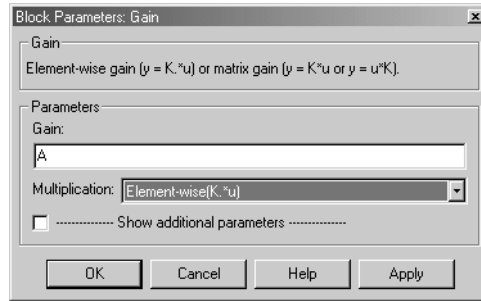 Block Parameters: Gain
Gain
Element-wise gain (y = K.*u) or matrix gain (y = K*u or y = u*K).
Parameters
Gain:
A
Multiplication: Element-wise(K.*u)
-------------- Show additional parameters --------------
OK Cancel Help Apply